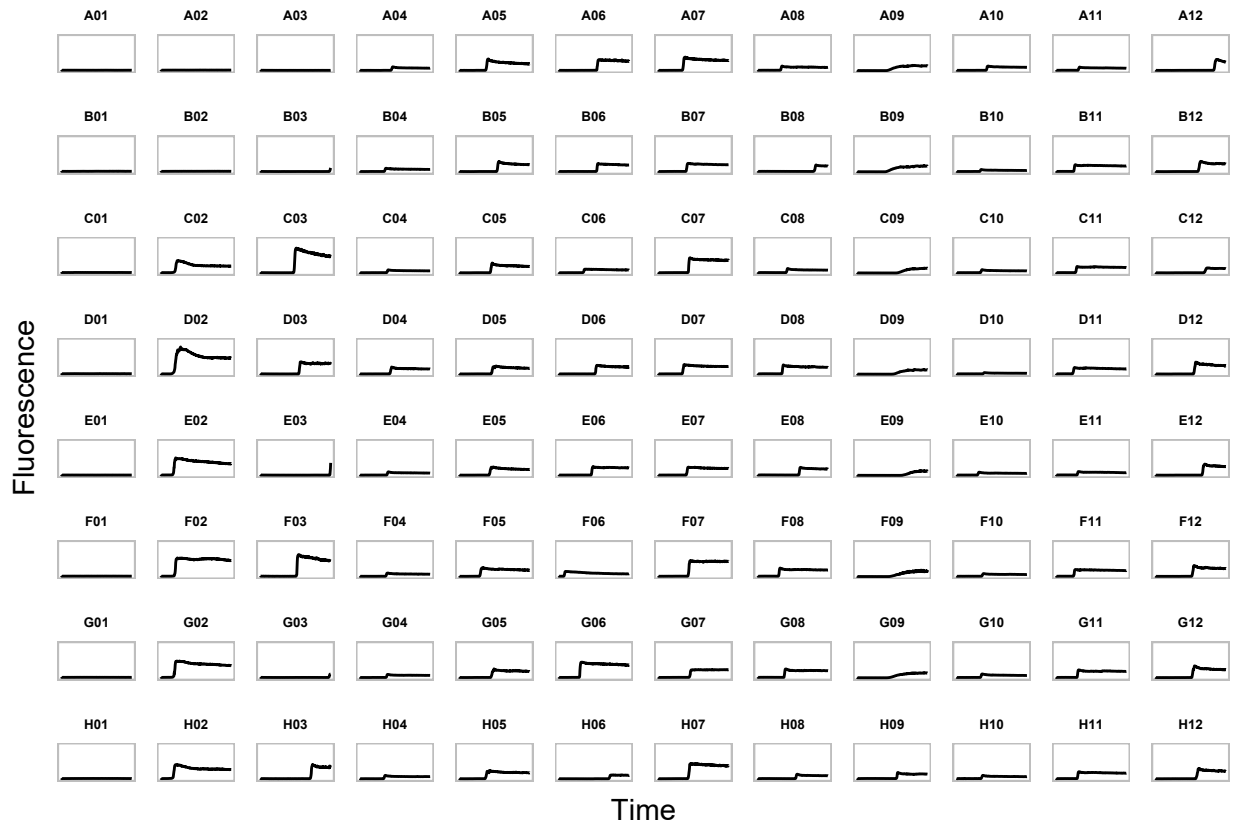 A01 A02 A03 A04 A05 A06 A07 A08 A09 A10 A11 A12
B01 B02 B03 B04 B05 B06 B07 B08 B09 B10 B11 B12
C01 C02 C03 C04 C05 C06 C07 C08 C09 C10 C11 C12
D01 D02 D03 D04 D05 D06 D07 D08 D09 D10 D11 D12
E01 E02 E03 E04 E05 E06 E07 E08 E09 E10 E11 E12
F01 F02 F03 F04 F05 F06 F07 F08 F09 F10 F11 F12
G01 G02 G03 G04 G05 G06 G07 G08 G09 G10 G11 G12
H01 H02 H03 H04 H05 H06 H07 H08 H09 H10 H11 H12
Fluorescence
Time